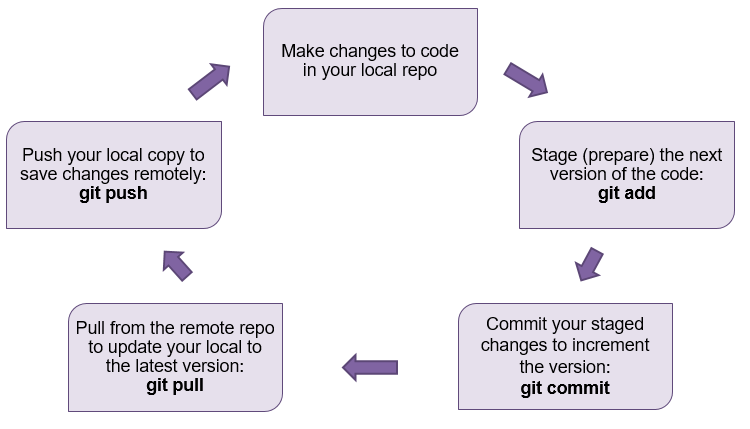 Make changes to code
in your local repo
Stage (prepare) the next
version of the code:
git add
Commit your staged
changes to increment
the version:
git commit
Pull from the remote repo
to update your local to
the latest version:
git pull
Push your local copy to
save changes remotely:
git push